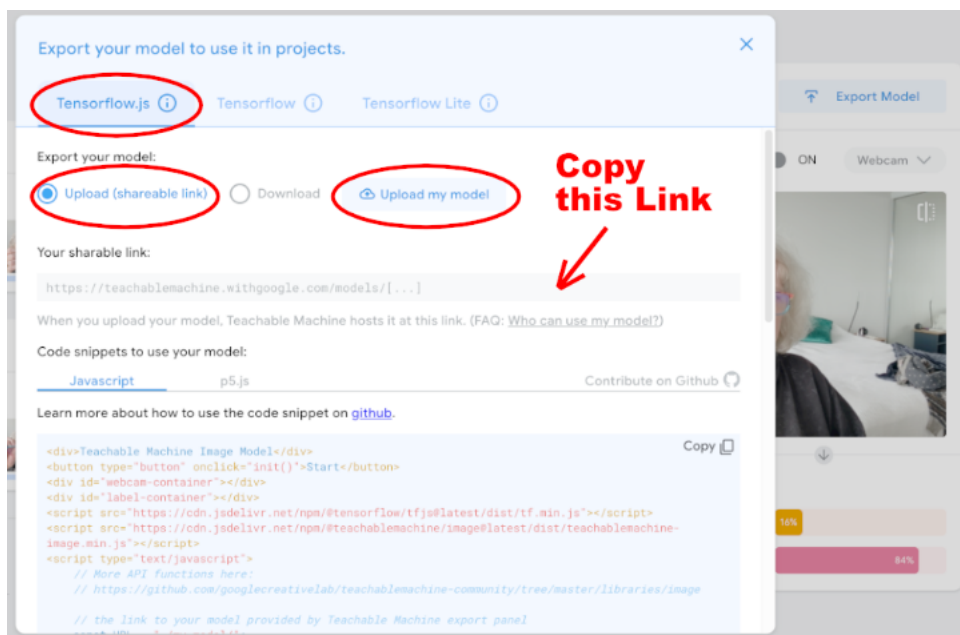 Export your model to use it in projects.
Tensorflow.js
Tensorflow
Tensorflow Lite
Export Model
Export your model:
ON
Webcam
Upload (shareable link)
Download
Upload my model
Copy
this Link
Your sharable link:
https://teachablemachine.withgoogle.com/models/[...]
When you upload your model, Teachable Machine hosts it at this link. (FAQ: Who can use my model?)
Code snippets to use your model:
Javascript
p5.js
Contribute on Github
Learn more about how to use the code snippet on github.
Copy
<div>Teachable Machine Image Model</div>
<button type="button" onclick="init()">Start</button>
<div id="webcam-container"></div>
<div id="label-container"></div>
<script src="https://cdn.jsdelivr.net/npm/@tensorflow/tfjs@latest/dist/tf.min.js"></script>
<script src="https://cdn.jsdelivr.net/npm/@teachablemachine/image@latest/dist/teachablemachine-
image.min.js"></script>
<script type="text/javascript">
// More API functions here:
// https://github.com/googlecreativelab/teachablemachine-community/tree/master/libraries/image
// the link to your model provided by Teachable Machine export panel
16%
84%